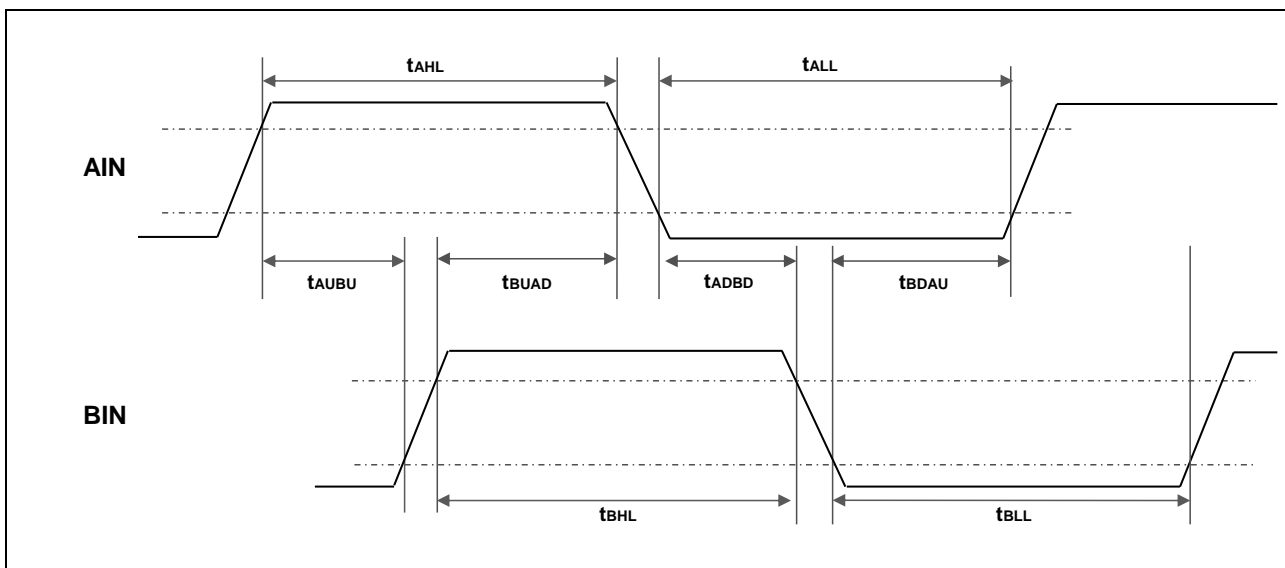 tAHL
tALL
AIN
tAUBU
tBUAD
tADBD
tBDAU
BIN
tBHL
tBLL